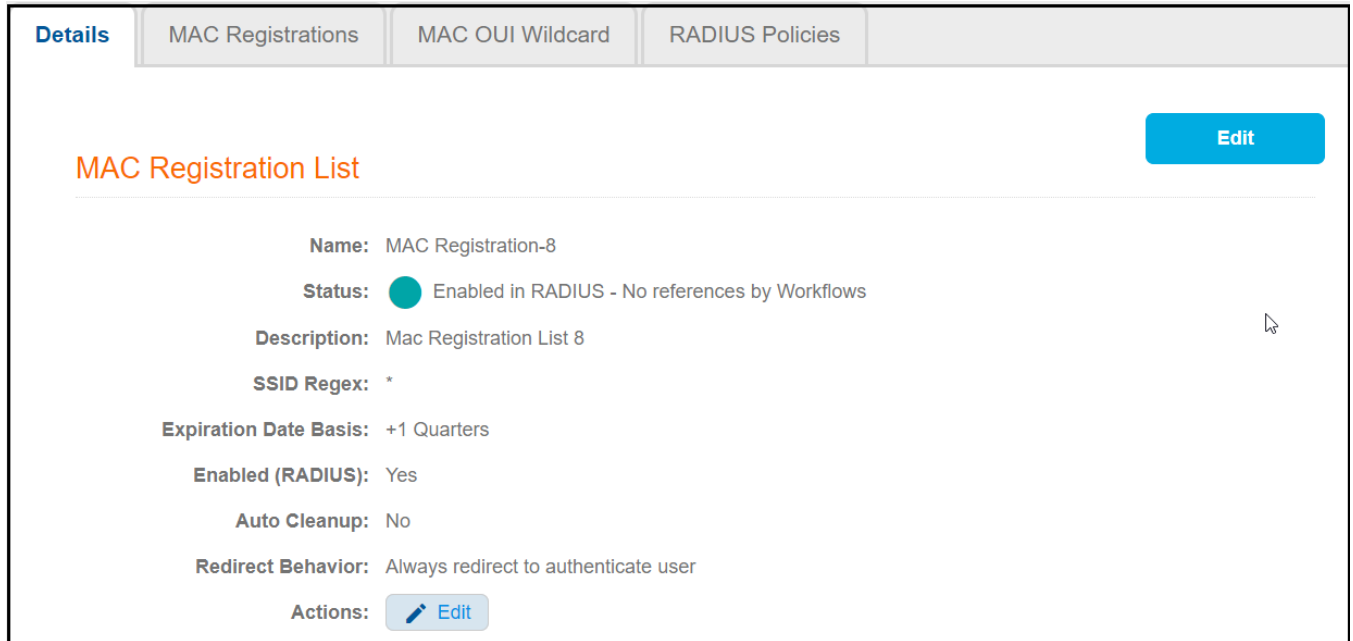 Details MAC Registrations MAC OUI Wildcard RADIUS Policies
Edit
MAC Registration List
Name: MAC Registration-8
Status: Enabled in RADIUS - No references by Workflows
Description: Mac Registration List 8
SSID Regex: *
Expiration Date Basis: +1 Quarters
Enabled (RADIUS): Yes
Auto Cleanup: No
Redirect Behavior: Always redirect to authenticate user
Actions: Edit